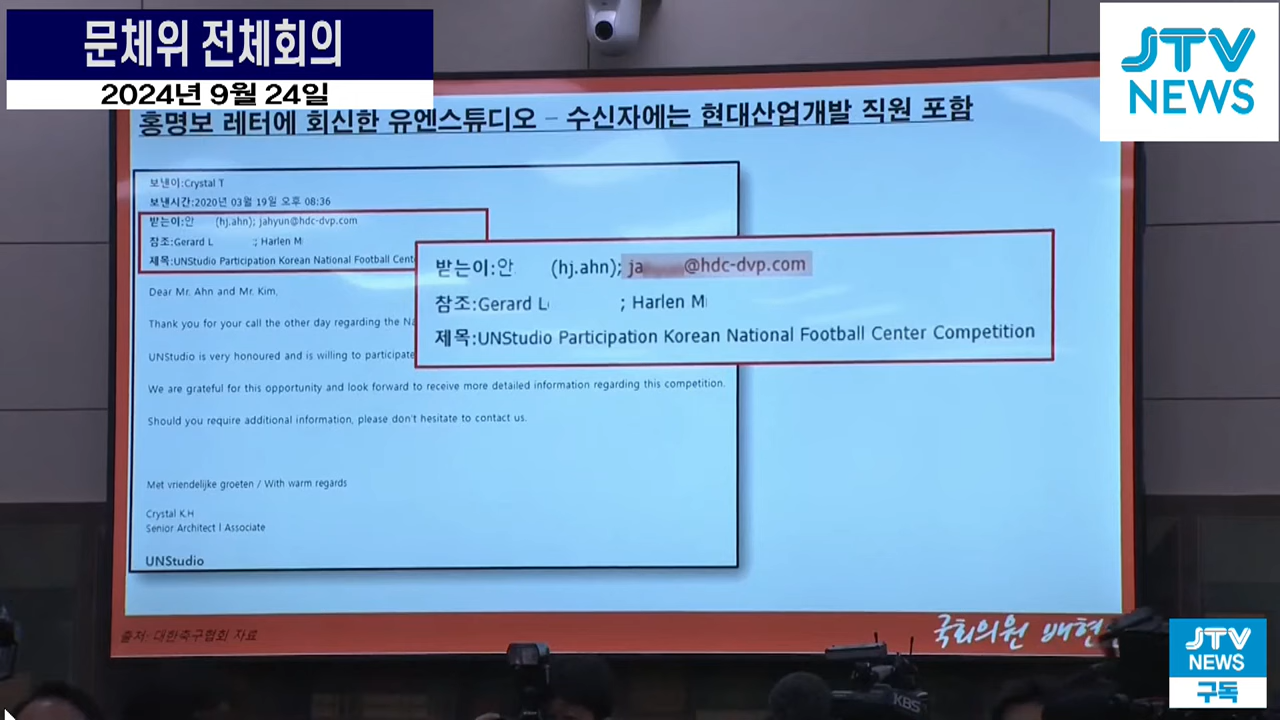 문체위 전체회의
2024년 9월 24일
JTV
NEWS
홍명보 레터에 회신한 유엔스튜디오 - 수신자에는 현대산업개발 직원 포함
보낸이:Crystal T
보낸시간:2020년 03월 19일 오후 08:36
받는이:안 (hj.ahn); jahyun@hdc-dvp.com
참조:Gerard L ; Harlen M
제목:UNStudio Participation Korean National Football Cente
받는이:안 (hj.ahn); ja @hdc-dvp.com
참조:Gerard L ; Harlen M
제목:UNStudio Participation Korean National Football Center Competition
Dear Mr. Ahn and Mr. Kim,
Thank you for your call the other day regarding the Na
UNStudio is very honoured and is willing to participate
We are grateful for this opportunity and look forward to receive more detailed information regarding this competition.
Should you require additional information, please don't hesitate to contact us.
Met vriendelijke groeten / With warm regards
Crystal K.H
Senior Architect | Associate
UNStudio
출처: 대한축구협회 자료
국회의원 배현
KBS
JTV
NEWS
구독